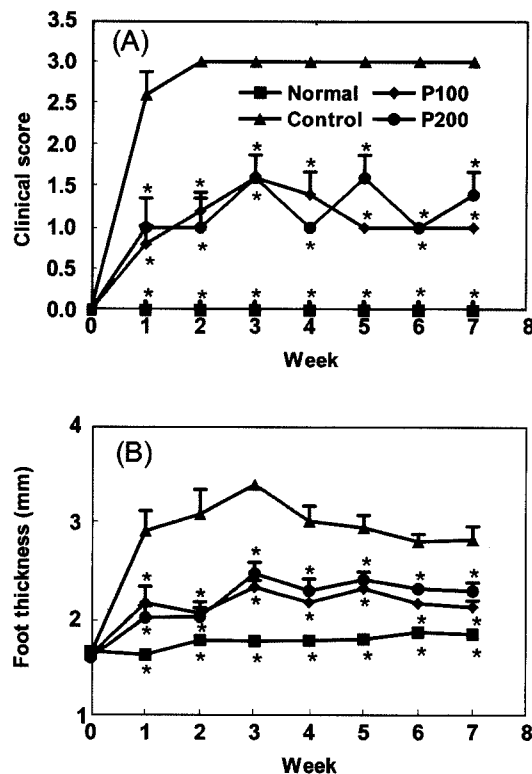 (A)
Clinical score
3.5
3.0
2.5
2.0
1.5
1.0
0.5
0.0
Normal P100
Control P200
* * * * * *
* * * * * * *
* * * * * * *
0 1 2 3 4 5 6 7 8
Week
(B)
Foot thickness (mm)
4
3
2
1
* * * * * * *
* * * * * * *
* * * * * * *
0 1 2 3 4 5 6 7 8
Week